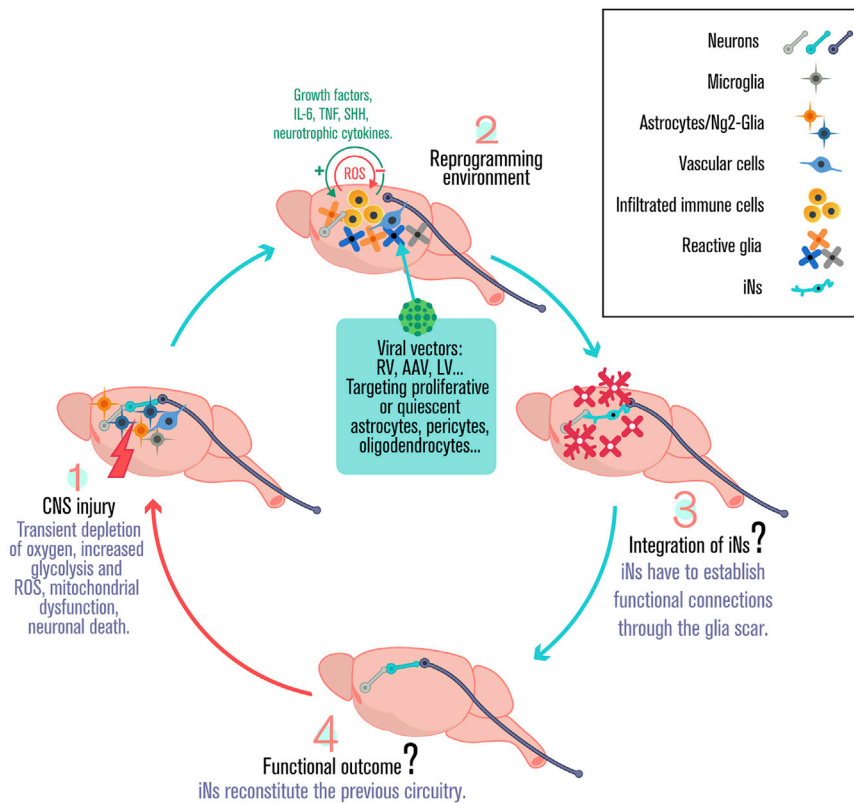 Neurons
Microglia
Astrocytes/Ng2-Glia
Vascular cells
Infiltrated immune cells
Reactive glia
iNs
Growth factors,
IL-6, TNF, SHH,
neurotrophic cytokines.
+
ROS
−
2
Reprogramming
environment
Viral vectors:
RV, AAV, LV...
Targeting proliferative
or quiescent
astrocytes, pericytes,
oligodendrocytes...
1
CNS injury
Transient depletion
of oxygen, increased
glycolysis and
ROS, mitochondrial
dysfunction,
neuronal death.
3
Integration of iNs?
iNs have to establish
functional connections
through the glia scar.
4
Functional outcome?
iNs reconstitute the previous circuitry.